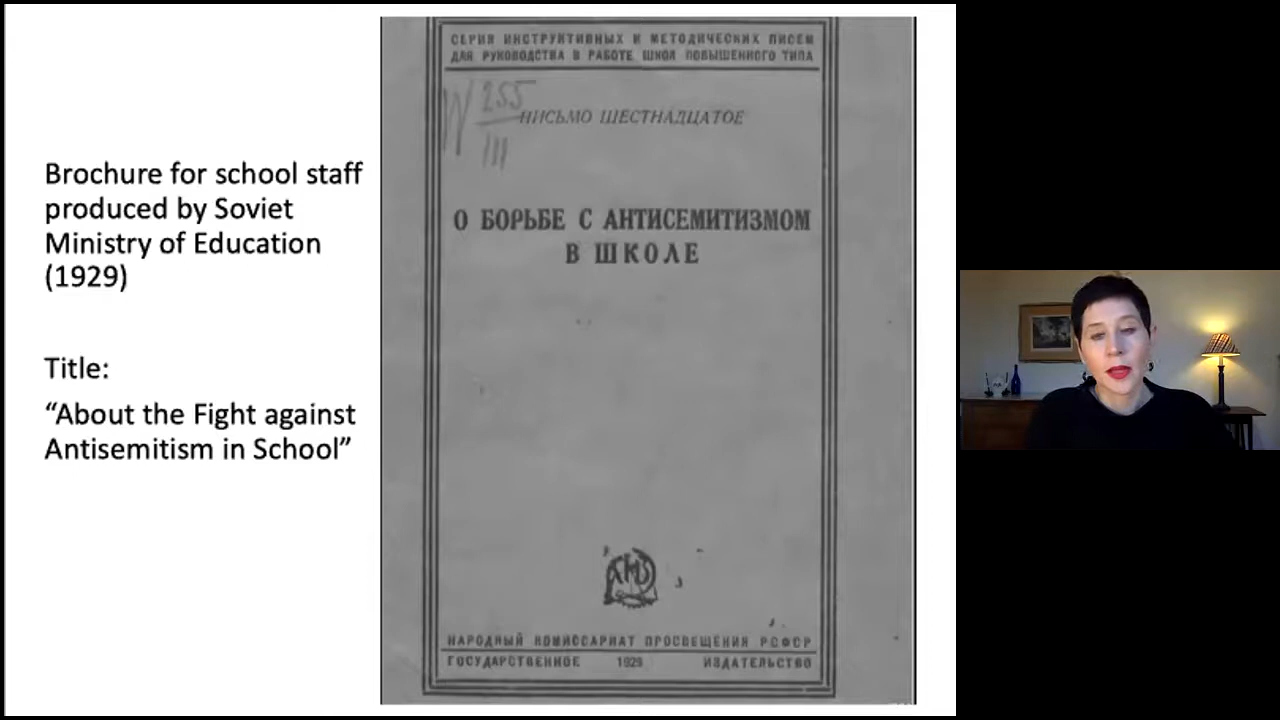 Brochure for school staff
produced by Soviet
Ministry of Education
(1929)
Title:
“About the Fight against
Antisemitism in School”
СЕРИЯ ИНСТРУКТИВНЫХ И МЕТОДИЧЕСКИХ ПИСЕМ
ДЛЯ РУКОВОДСТВА В РАБОТЕ ШКОЛ ПОВЫШЕННОГО ТИПА
255
III
ПИСЬМО ШЕСТНАДЦАТОЕ
О БОРЬБЕ С АНТИСЕМИТИЗМОМ
В ШКОЛЕ
НАРОДНЫЙ КОМИССАРИАТ ПРОСВЕЩЕНИЯ РСФСР
ГОСУДАРСТВЕННОЕ 1929 ИЗДАТЕЛЬСТВО